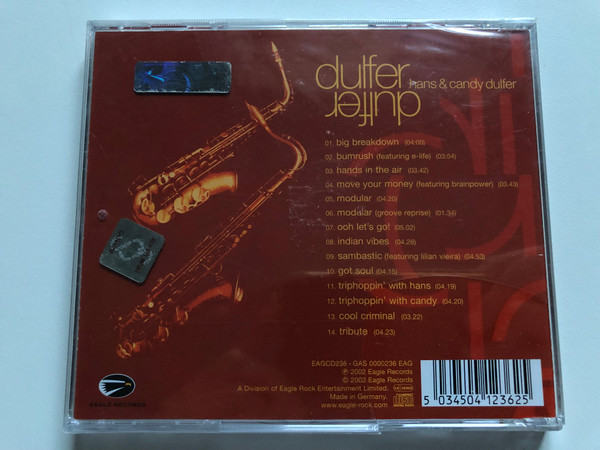 dulfer
hans & candy dulfer
dulfer
01. big breakdown (04:00)
02. bumrush (featuring e-life) (03:04)
03. hands in the air (03.42)
04. move your money (featuring brainpower) (03.43)
05. modular (04.20)
06. modular (groove reprise) (01.34)
07. ooh let's go! (05.02)
08. indian vibes (04.28)
09. sambastic (featuring lilian vieira) (04.53)
10. got soul (04.15)
11. triphoppin' with hans (04.19)
12. triphoppin' with candy (04.20)
13. cool criminal (03.22)
14. tribute (04.23)
EAGCD236 - GAS 0000236 EAG
℗ 2002 Eagle Records
© 2002 Eagle Records
A Division of Eagle Rock Entertainment Limited.
Made in Germany.
www.eagle-rock.com
EAGLE RECORDS
5 034504 123625